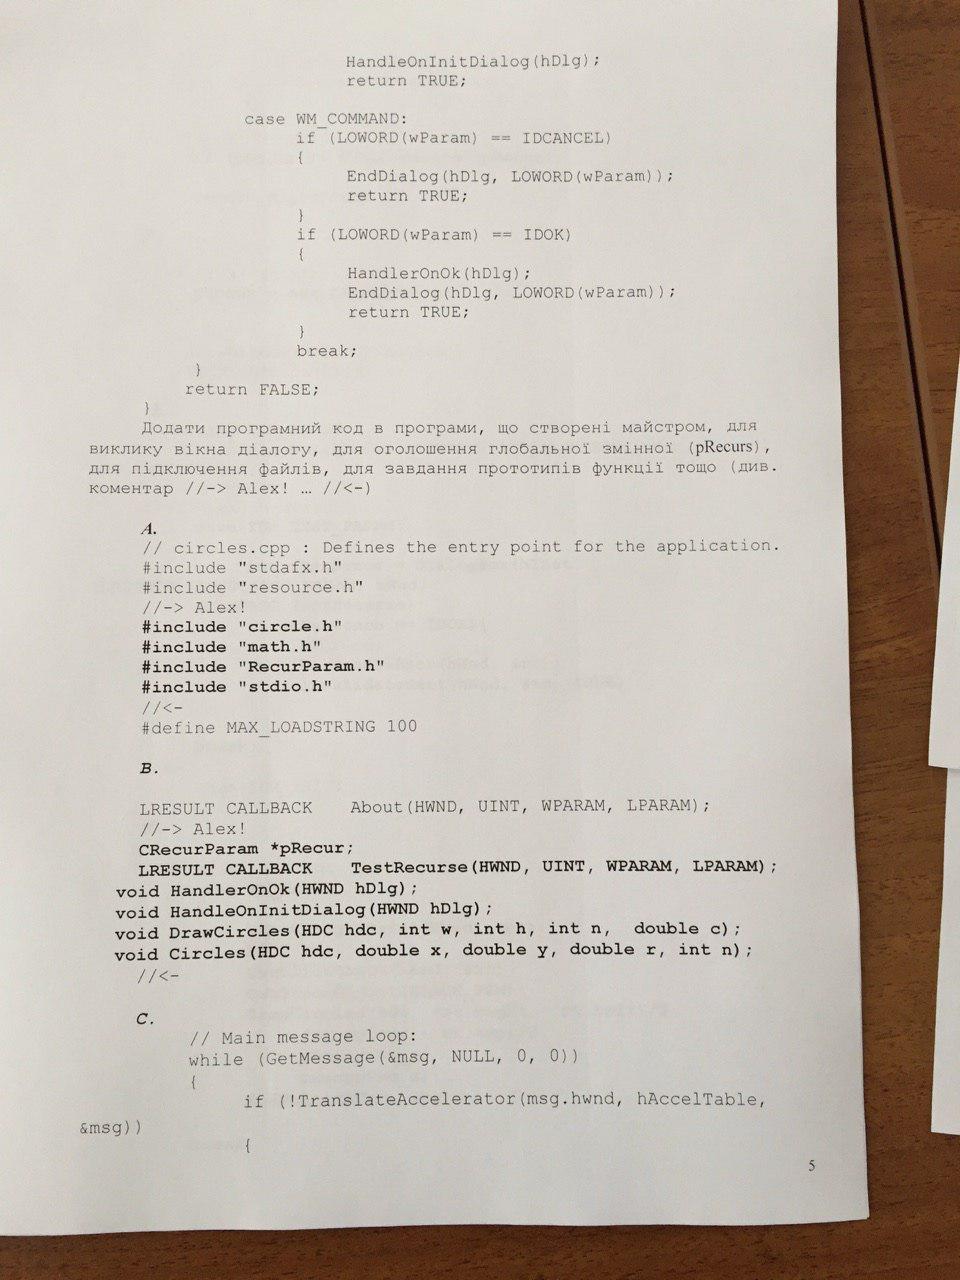 HandleOnInitDialog(hDlg);
return TRUE;
case WM_COMMAND:
if (LOWORD(wParam) == IDCANCEL)
{
EndDialog(hDlg, LOWORD(wParam));
return TRUE;
}
if (LOWORD(wParam) == IDOK)
{
HandlerOnOk(hDlg);
EndDialog(hDlg, LOWORD(wParam));
return TRUE;
}
break;
}
return FALSE;
}
Додати програмний код в програми, що створені майстром, для
виклику вікна діалогу, для оголошення глобальної змінної (pRecurs),
для підключення файлів, для завдання прототипів функції тощо (див.
коментар //-> Alex! … //<-)
A.
// circles.cpp : Defines the entry point for the application.
#include "stdafx.h"
#include "resource.h"
//-> Alex!
#include "circle.h"
#include "math.h"
#include "RecurParam.h"
#include "stdio.h"
//<-
#define MAX_LOADSTRING 100
B.
LRESULT CALLBACK About(HWND, UINT, WPARAM, LPARAM);
//-> Alex!
CRecurParam *pRecur;
LRESULT CALLBACK TestRecurse(HWND, UINT, WPARAM, LPARAM);
void HandlerOnOk(HWND hDlg);
void HandleOnInitDialog(HWND hDlg);
void DrawCircles(HDC hdc, int w, int h, int n, double c);
void Circles(HDC hdc, double x, double y, double r, int n);
//<-
C.
// Main message loop:
while (GetMessage(&msg, NULL, 0, 0))
{
if (!TranslateAccelerator(msg.hwnd, hAccelTable,
&msg))
{
5